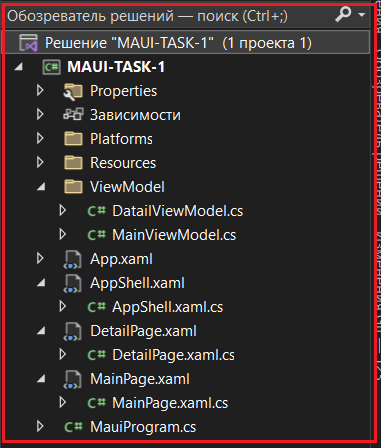 Обозреватель решений — поиск (Ctrl+;)
Решение "MAUI-TASK-1" (1 проекта 1)
MAUI-TASK-1
Properties
Зависимости
Platforms
Resources
ViewModel
C# DatailViewModel.cs
C# MainViewModel.cs
App.xaml
AppShell.xaml
C# AppShell.xaml.cs
DetailPage.xaml
C# DetailPage.xaml.cs
MainPage.xaml
C# MainPage.xaml.cs
C# MauiProgram.cs